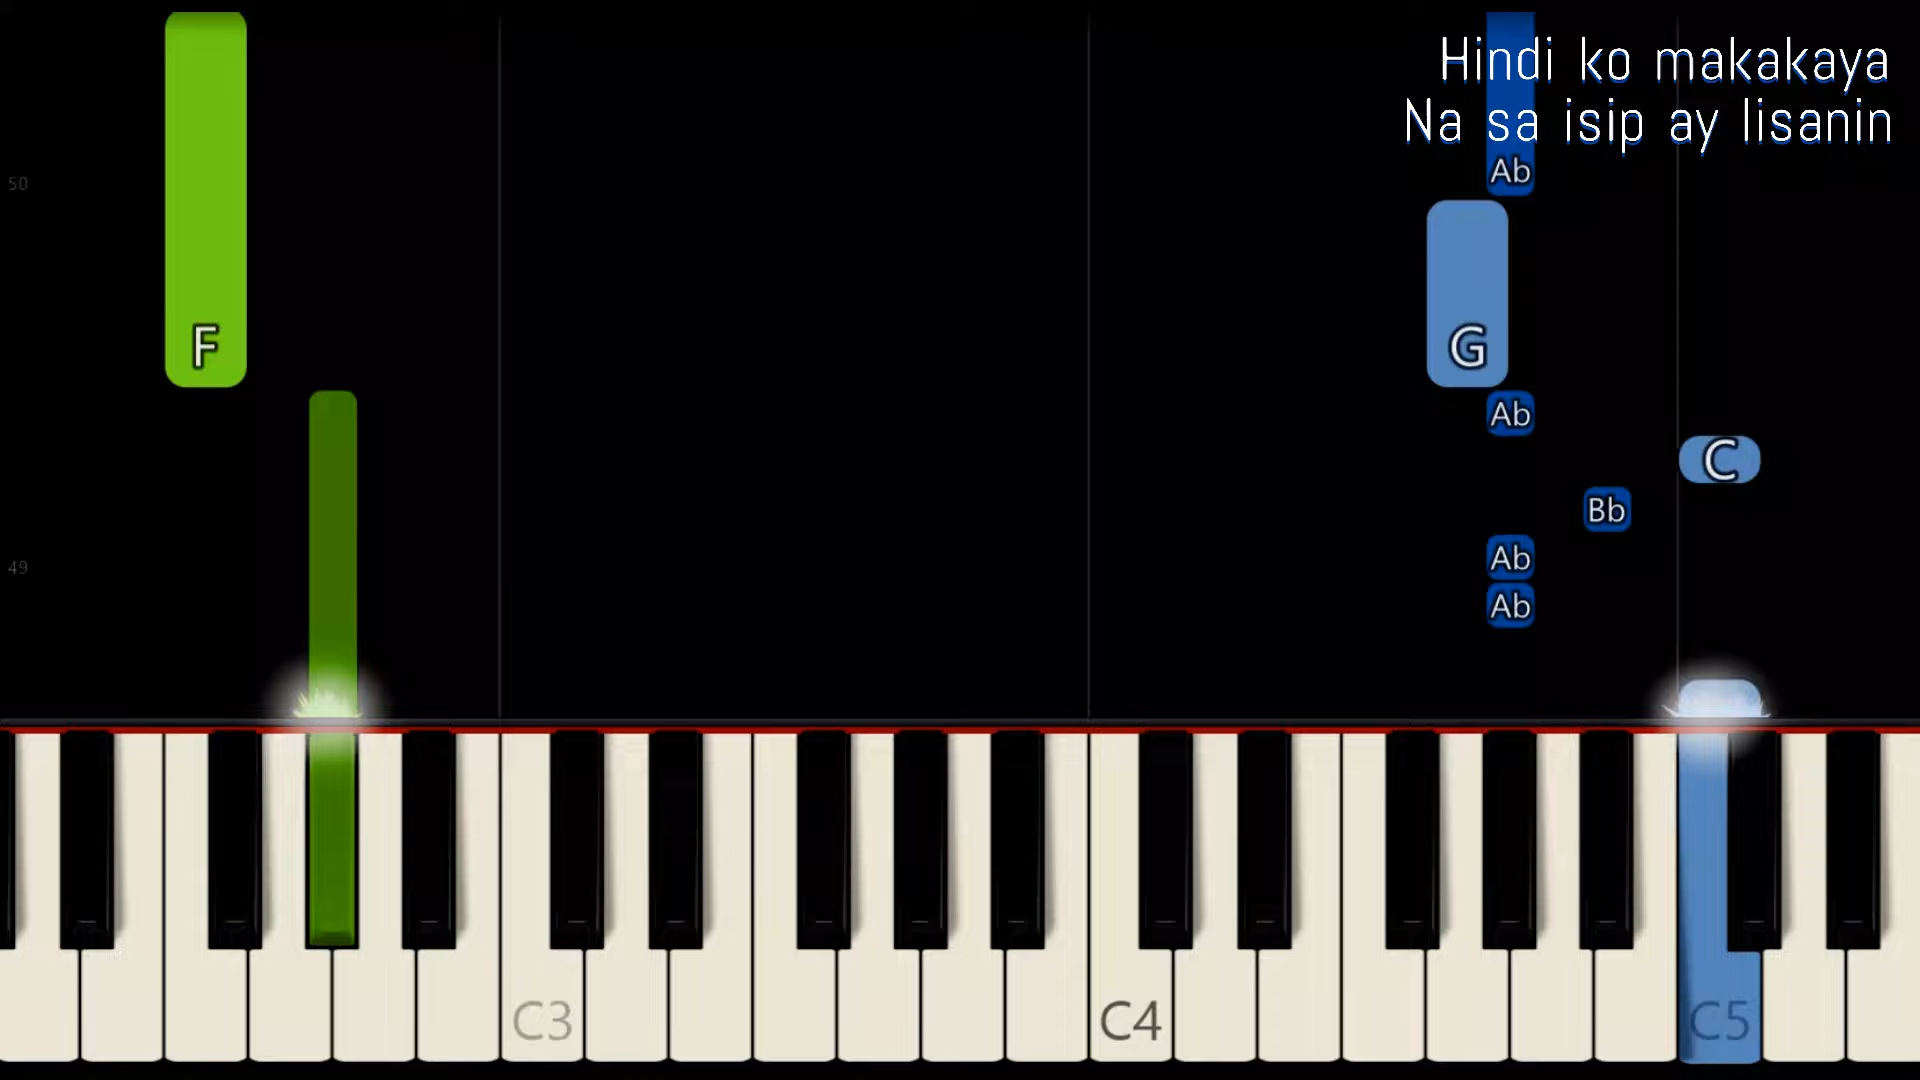 Hindi ko makakaya
Na sa isip ay lisanin
Ab
50
G
F
Ab
C
Bb
Ab
49
Ab
C3
C4
C5